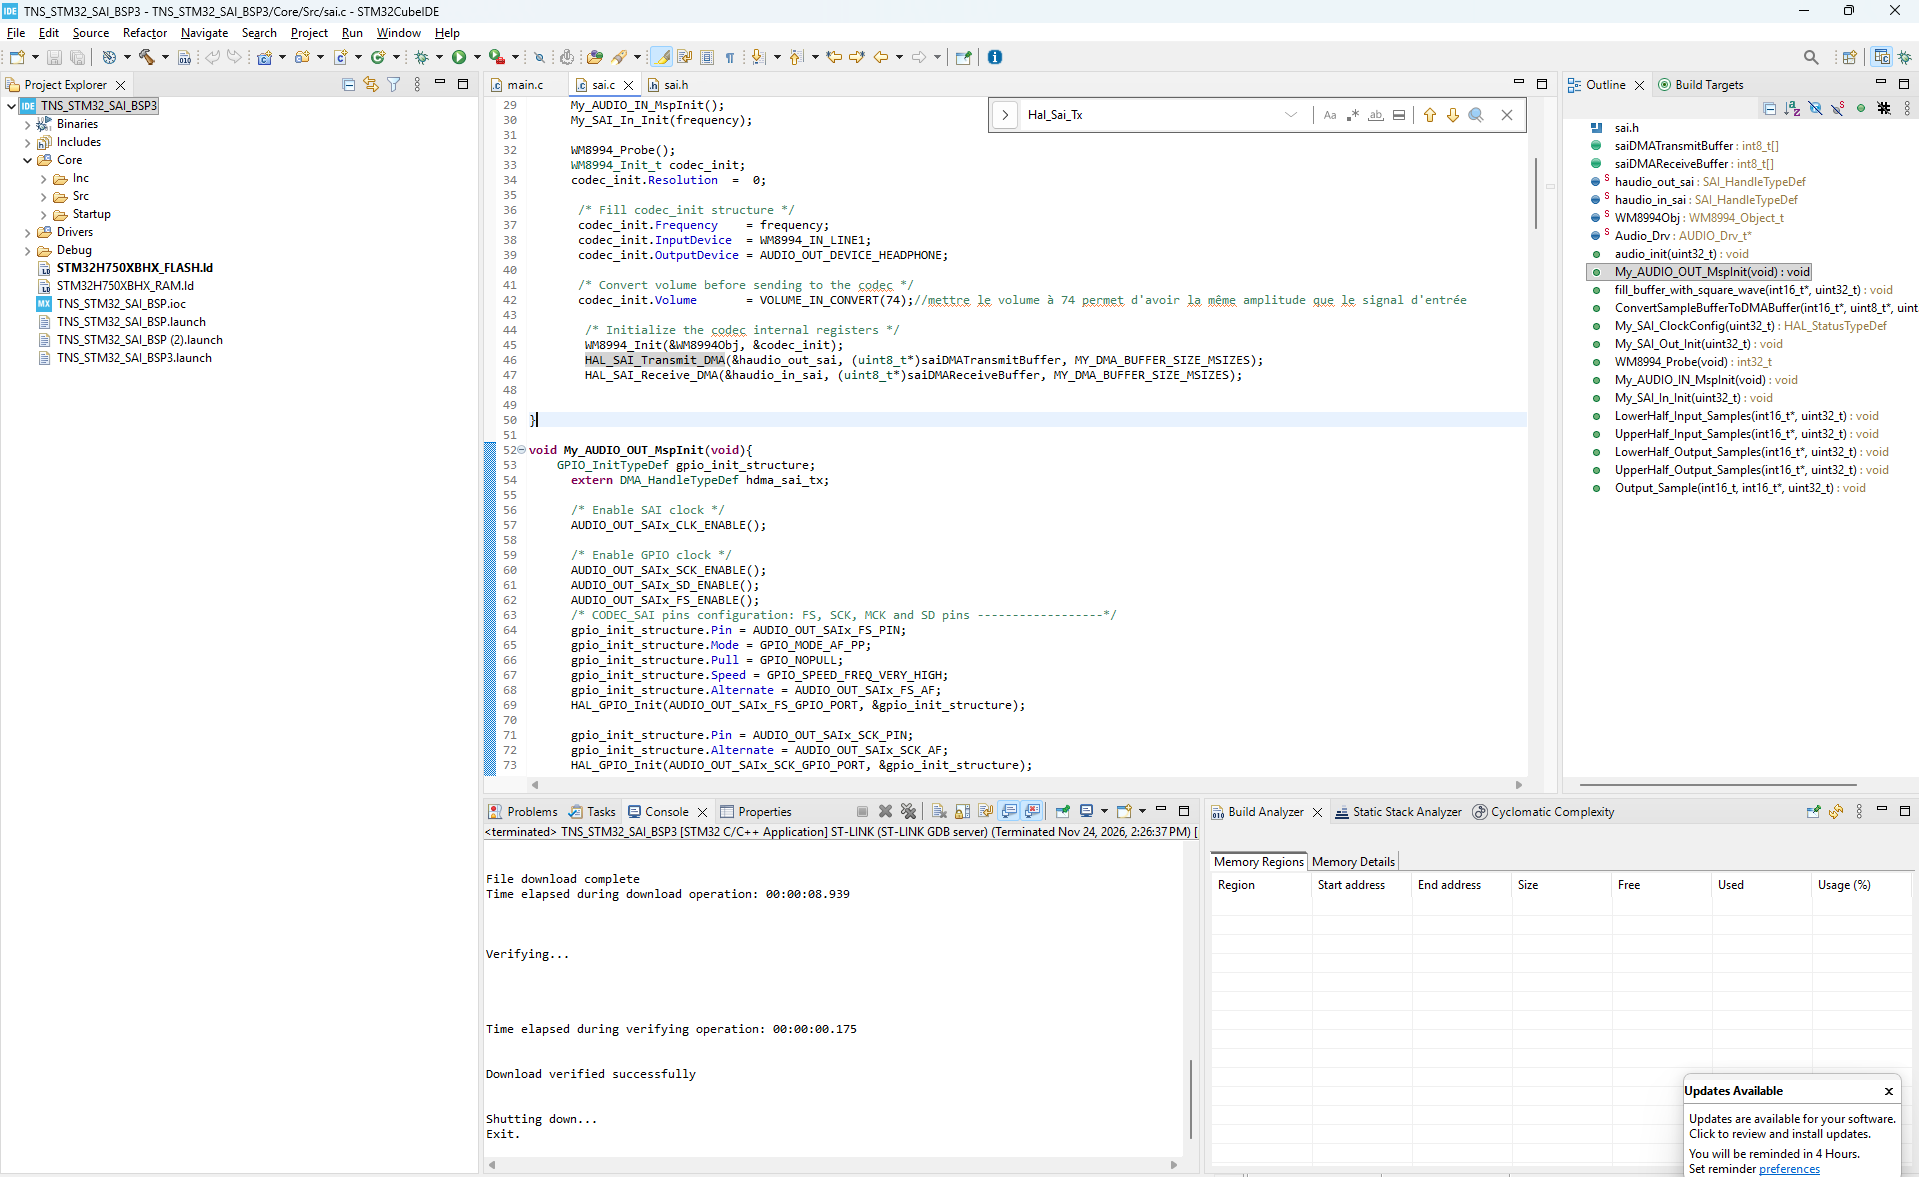 IDE TNS_STM32_SAI_BSP3 - TNS_STM32_SAI_BSP3/Core/Src/sai.c - STM32CubeIDE
File Edit Source Refactor Navigate Search Project Run Window Help
Project Explorer
IDE TNS_STM32_SAI_BSP3
Binaries
Includes
Core
Inc
Src
Startup
Drivers
Debug
STM32H750XBHX_FLASH.ld
STM32H750XBHX_RAM.ld
MX TNS_STM32_SAI_BSP.ioc
TNS_STM32_SAI_BSP.launch
TNS_STM32_SAI_BSP (2).launch
TNS_STM32_SAI_BSP3.launch
main.c sai.c sai.h
Hal_Sai_Tx
29 My_AUDIO_IN_MspInit();
30 My_SAI_In_Init(frequency);
31
32 WM8994_Probe();
33 WM8994_Init_t codec_init;
34 codec_init.Resolution = 0;
35
36 /* Fill codec_init structure */
37 codec_init.Frequency = frequency;
38 codec_init.InputDevice = WM8994_IN_LINE1;
39 codec_init.OutputDevice = AUDIO_OUT_DEVICE_HEADPHONE;
40
41 /* Convert volume before sending to the codec */
42 codec_init.Volume = VOLUME_IN_CONVERT(74);//mettre le volume à 74 permet d'avoir la même amplitude que le signal d'entrée
43
44 /* Initialize the codec internal registers */
45 WM8994_Init(&WM8994Obj, &codec_init);
46 HAL_SAI_Transmit_DMA(&haudio_out_sai, (uint8_t*)saiDMATransmitBuffer, MY_DMA_BUFFER_SIZE_MSIZES);
47 HAL_SAI_Receive_DMA(&haudio_in_sai, (uint8_t*)saiDMAReceiveBuffer, MY_DMA_BUFFER_SIZE_MSIZES);
48
49
50 }
51
52 void My_AUDIO_OUT_MspInit(void){
53 GPIO_InitTypeDef gpio_init_structure;
54 extern DMA_HandleTypeDef hdma_sai_tx;
55
56 /* Enable SAI clock */
57 AUDIO_OUT_SAIx_CLK_ENABLE();
58
59 /* Enable GPIO clock */
60 AUDIO_OUT_SAIx_SCK_ENABLE();
61 AUDIO_OUT_SAIx_SD_ENABLE();
62 AUDIO_OUT_SAIx_FS_ENABLE();
63 /* CODEC_SAI pins configuration: FS, SCK, MCK and SD pins ------------------*/
64 gpio_init_structure.Pin = AUDIO_OUT_SAIx_FS_PIN;
65 gpio_init_structure.Mode = GPIO_MODE_AF_PP;
66 gpio_init_structure.Pull = GPIO_NOPULL;
67 gpio_init_structure.Speed = GPIO_SPEED_FREQ_VERY_HIGH;
68 gpio_init_structure.Alternate = AUDIO_OUT_SAIx_FS_AF;
69 HAL_GPIO_Init(AUDIO_OUT_SAIx_FS_GPIO_PORT, &gpio_init_structure);
70
71 gpio_init_structure.Pin = AUDIO_OUT_SAIx_SCK_PIN;
72 gpio_init_structure.Alternate = AUDIO_OUT_SAIx_SCK_AF;
73 HAL_GPIO_Init(AUDIO_OUT_SAIx_SCK_GPIO_PORT, &gpio_init_structure);
Outline Build Targets
sai.h
saiDMATransmitBuffer : int8_t[]
saiDMAReceiveBuffer : int8_t[]
haudio_out_sai : SAI_HandleTypeDef
haudio_in_sai : SAI_HandleTypeDef
WM8994Obj : WM8994_Object_t
Audio_Drv : AUDIO_Drv_t*
audio_init(uint32_t) : void
My_AUDIO_OUT_MspInit(void) : void
fill_buffer_with_square_wave(int16_t*, uint32_t) : void
ConvertSampleBufferToDMABuffer(int16_t*, uint8_t*, uint
My_SAI_ClockConfig(uint32_t) : HAL_StatusTypeDef
My_SAI_Out_Init(uint32_t) : void
WM8994_Probe(void) : int32_t
My_AUDIO_IN_MspInit(void) : void
My_SAI_In_Init(uint32_t) : void
LowerHalf_Input_Samples(int16_t*, uint32_t) : void
UpperHalf_Input_Samples(int16_t*, uint32_t) : void
LowerHalf_Output_Samples(int16_t*, uint32_t) : void
UpperHalf_Output_Samples(int16_t*, uint32_t) : void
Output_Sample(int16_t, int16_t*, uint32_t) : void
Problems Tasks Console Properties
<terminated> TNS_STM32_SAI_BSP3 [STM32 C/C++ Application] ST-LINK (ST-LINK GDB server) (Terminated Nov 24, 2026, 2:26:37 PM) [
File download complete
Time elapsed during download operation: 00:00:08.939
Verifying...
Time elapsed during verifying operation: 00:00:00.175
Download verified successfully
Shutting down...
Exit.
Build Analyzer Static Stack Analyzer Cyclomatic Complexity
Memory Regions Memory Details
Region Start address End address Size Free Used Usage (%)
Updates Available
Updates are available for your software.
Click to review and install updates.
You will be reminded in 4 Hours.
Set reminder preferences